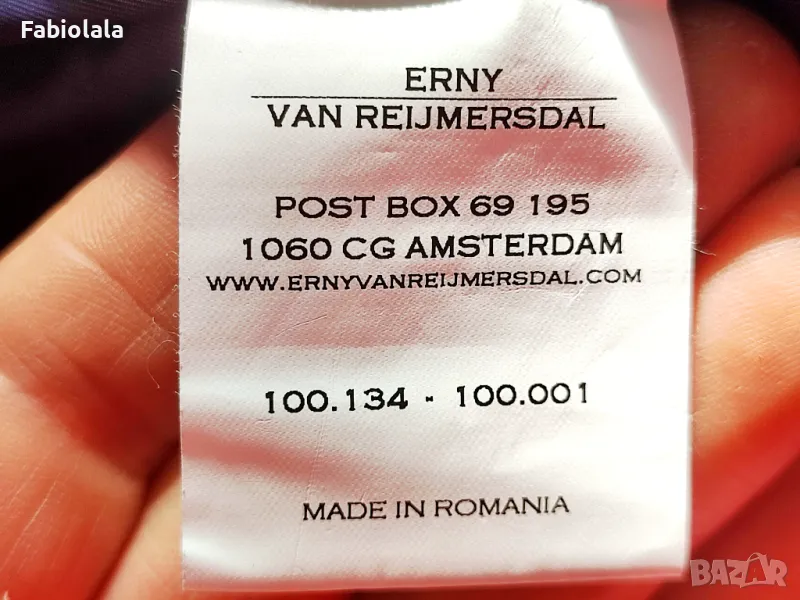 Fabiolala
ERNY
VAN REIJMERSDAL
POST BOX 69 195
1060 CG AMSTERDAM
WWW.ERNYVANREIJMERSDAL.COM
100.134 - 100.001
MADE IN ROMANIA
BAZAR